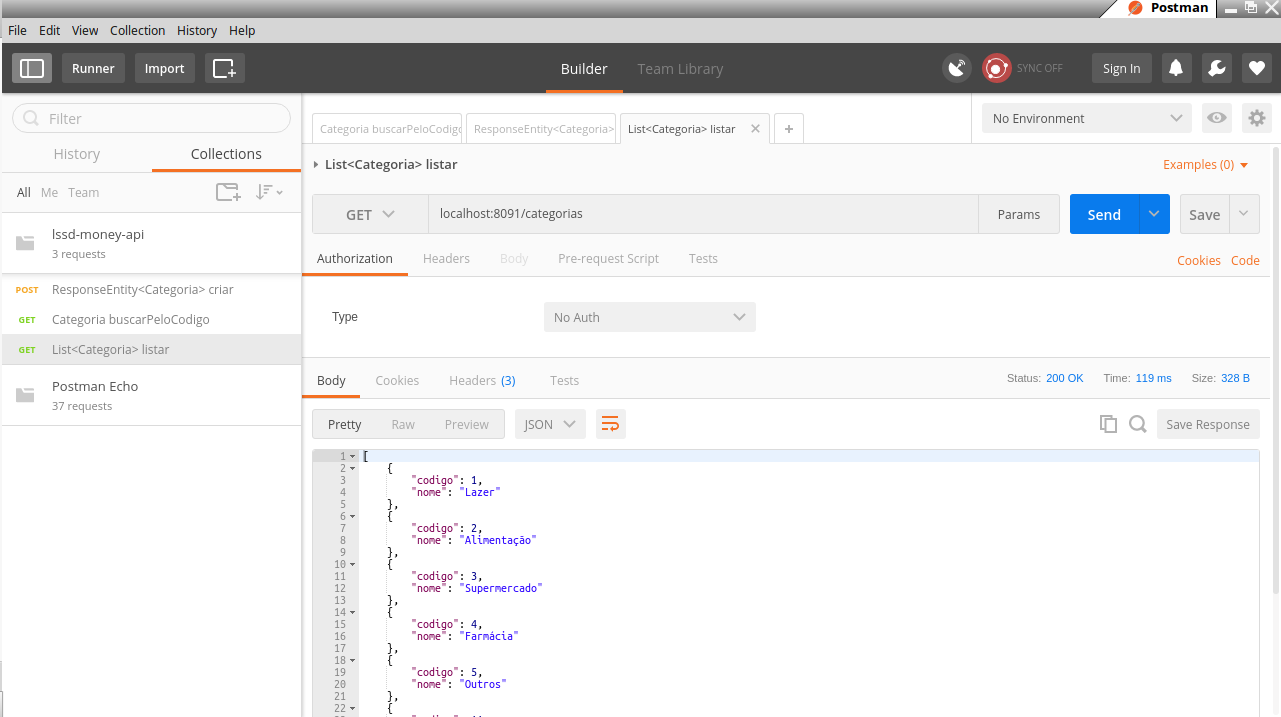 Postman
File Edit View Collection History Help
Runner Import Builder Team Library SYNC OFF Sign In
Filter
History Collections
All Me Team
lssd-money-api
3 requests
POST ResponseEntity<Categoria> criar
GET Categoria buscarPeloCodigo
GET List<Categoria> listar
Postman Echo
37 requests
Categoria buscarPeloCodig ResponseEntity<Categoria> List<Categoria> listar No Environment
List<Categoria> listar Examples (0)
GET localhost:8091/categorias Params Send Save
Authorization Headers Body Pre-request Script Tests Cookies Code
Type No Auth
Body Cookies Headers (3) Tests Status: 200 OK Time: 119 ms Size: 328 B
Pretty Raw Preview JSON Save Response
1 [
2 {
3 "codigo": 1,
4 "nome": "Lazer"
5 },
6 {
7 "codigo": 2,
8 "nome": "Alimentação"
9 },
10 {
11 "codigo": 3,
12 "nome": "Supermercado"
13 },
14 {
15 "codigo": 4,
16 "nome": "Farmácia"
17 },
18 {
19 "codigo": 5,
20 "nome": "Outros"
21 },
22 {